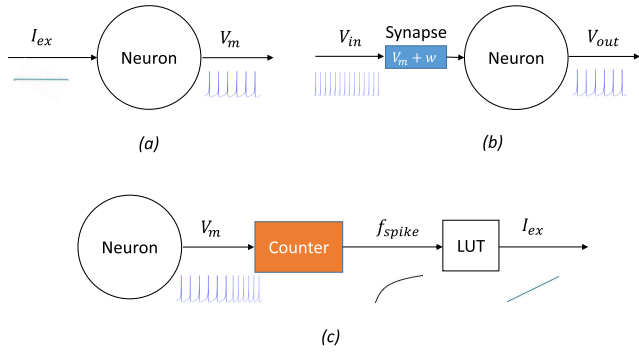 I_ex
Neuron
V_m
(a)
V_in
Synapse
V_m + w
Neuron
V_out
(b)
Neuron
V_m
Counter
f_spike
LUT
I_ex
(c)